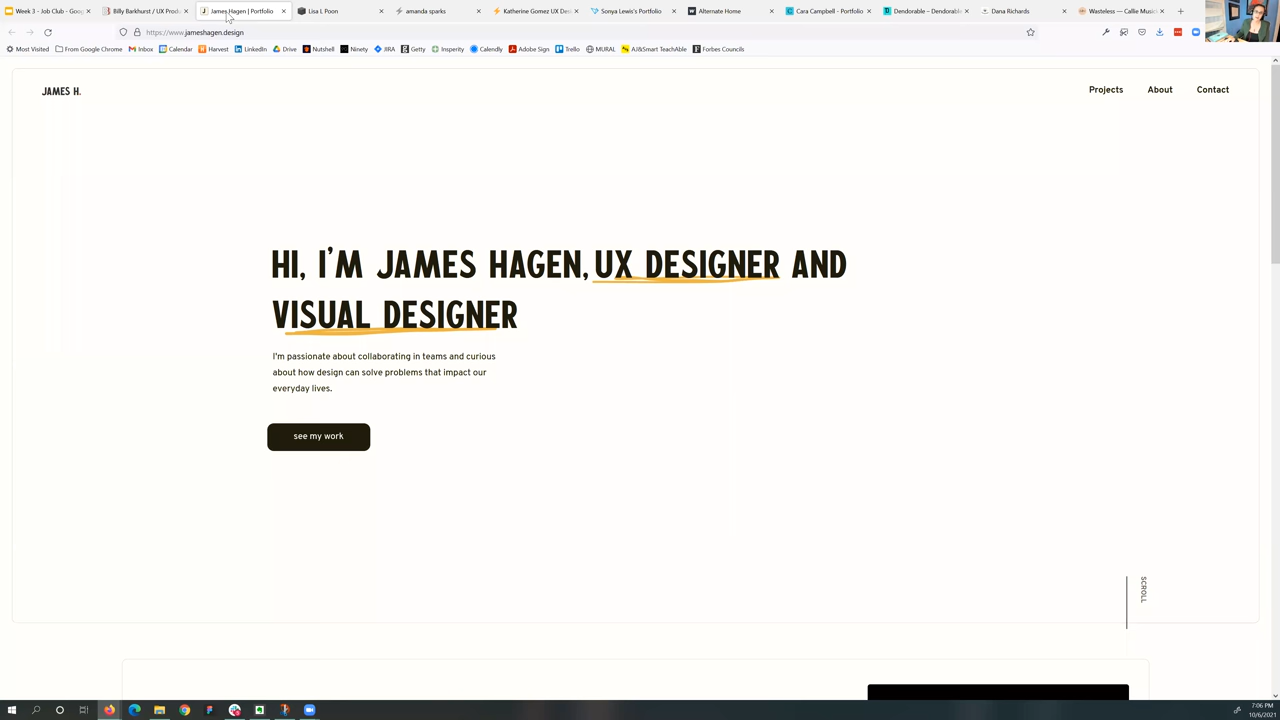 Week 3 - Job Club - Goo
Billy Barkhurst / UX Produ
James Hagen | Portfolio
Lisa L Poon
amanda sparks
Katherine Gomez UX Des
Sonya Lewis's Portfolio
Alternate Home
Cara Campbell - Portfolio
Dendorable – Dendorabl
Dana Richards
Wasteless — Callie Music
https://www.jameshagen.design
Most Visited
From Google Chrome
Inbox
Calendar
Harvest
LinkedIn
Drive
Nutshell
Ninety
JIRA
Getty
Insperity
Calendly
Adobe Sign
Trello
MURAL
AJ&Smart TeachAble
Forbes Councils
JAMES H.
Projects
About
Contact
HI, I'M JAMES HAGEN, UX DESIGNER AND
VISUAL DESIGNER
I'm passionate about collaborating in teams and curious
about how design can solve problems that impact our
everyday lives.
see my work
SCROLL
7:06 PM
10/6/2021